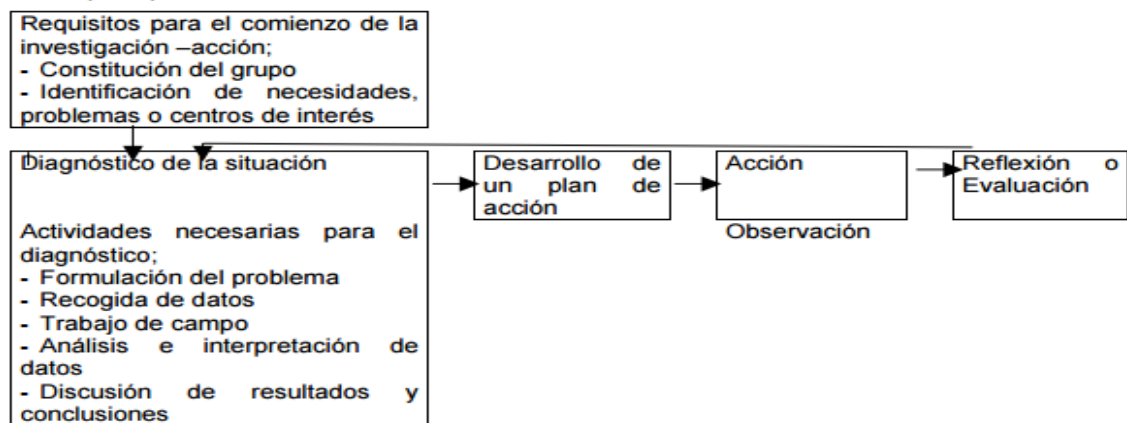 Requisitos para el comienzo de la
investigación –acción;
- Constitución del grupo
- Identificación de necesidades,
problemas o centros de interés
Diagnóstico de la situación
Actividades necesarias para el
diagnóstico;
- Formulación del problema
- Recogida de datos
- Trabajo de campo
- Análisis e interpretación de
datos
- Discusión de resultados y
conclusiones
Desarrollo de
un plan de
acción
Acción
Observación
Reflexión o
Evaluación